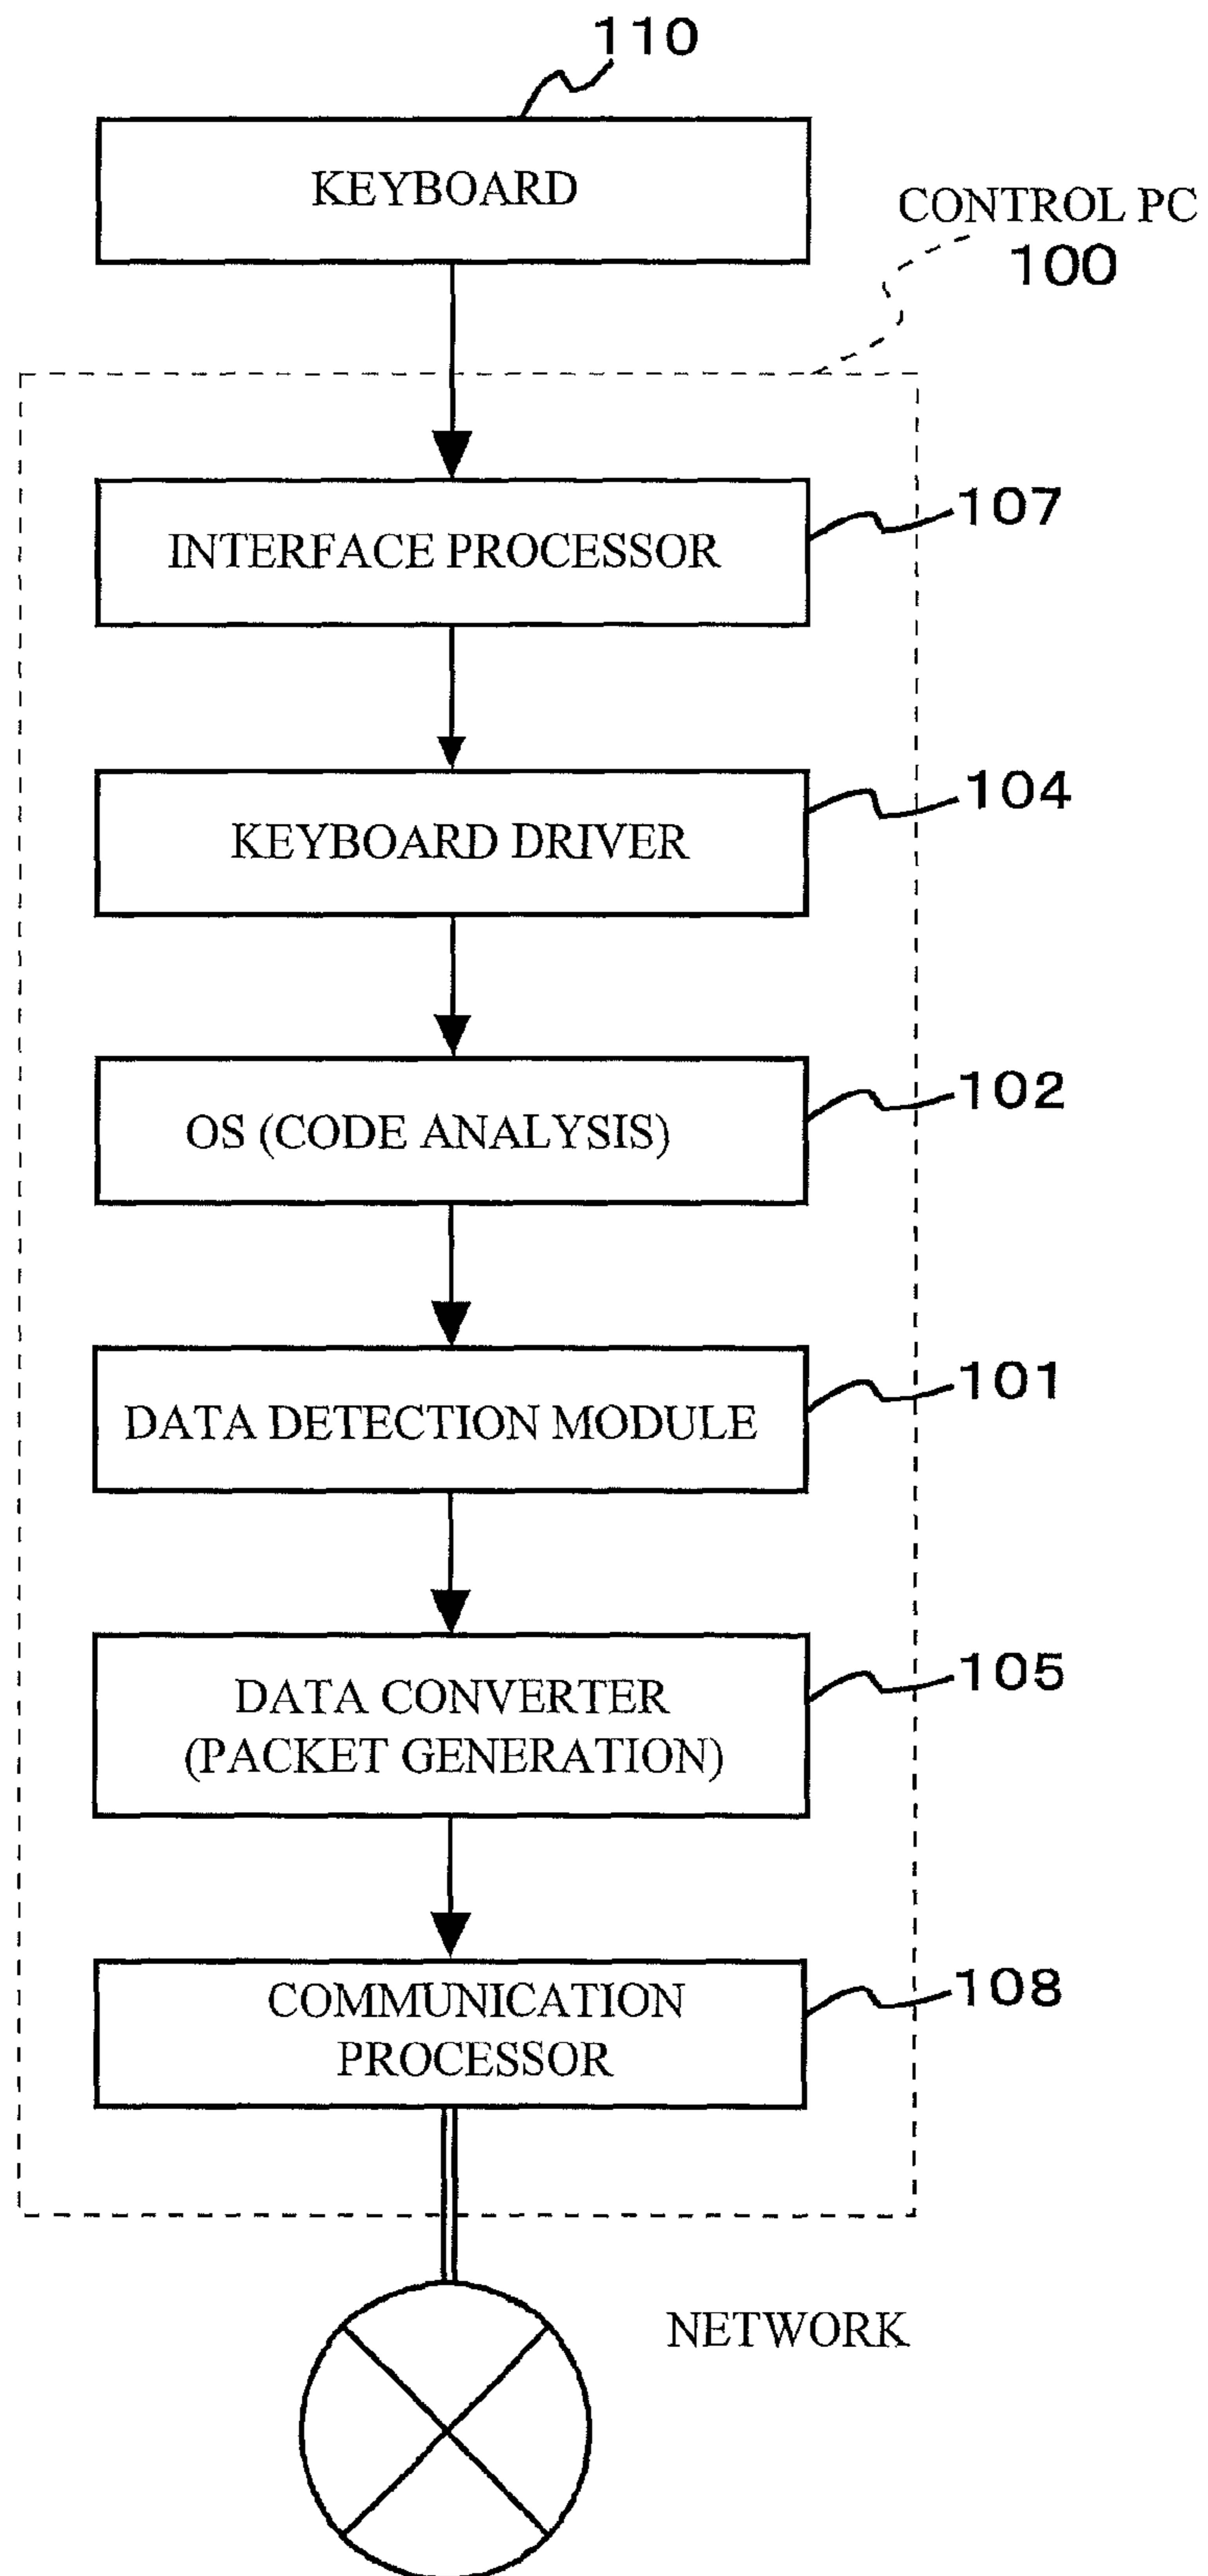 110
KEYBOARD
CONTROL PC
100
INTERFACE PROCESSOR
107
KEYBOARD DRIVER
104
OS (CODE ANALYSIS)
102
DATA DETECTION MODULE
101
DATA CONVERTER
(PACKET GENERATION)
105
COMMUNICATION
PROCESSOR
108
NETWORK